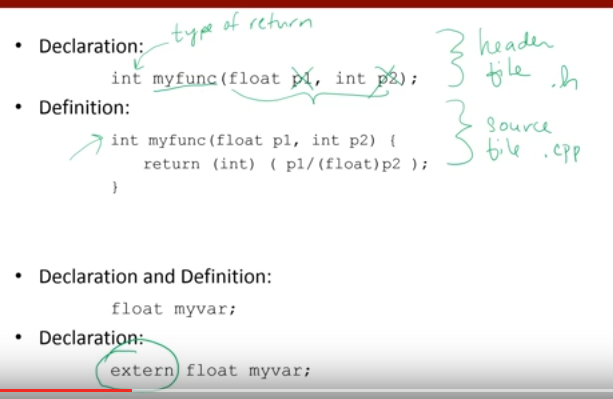 type of return
• Declaration:
int myfunc(float p1, int p2);
header
file .h
• Definition:
int myfunc(float p1, int p2) {
return (int) ( p1/(float)p2 );
}
source
file .cpp
• Declaration and Definition:
float myvar;
• Declaration:
extern float myvar;